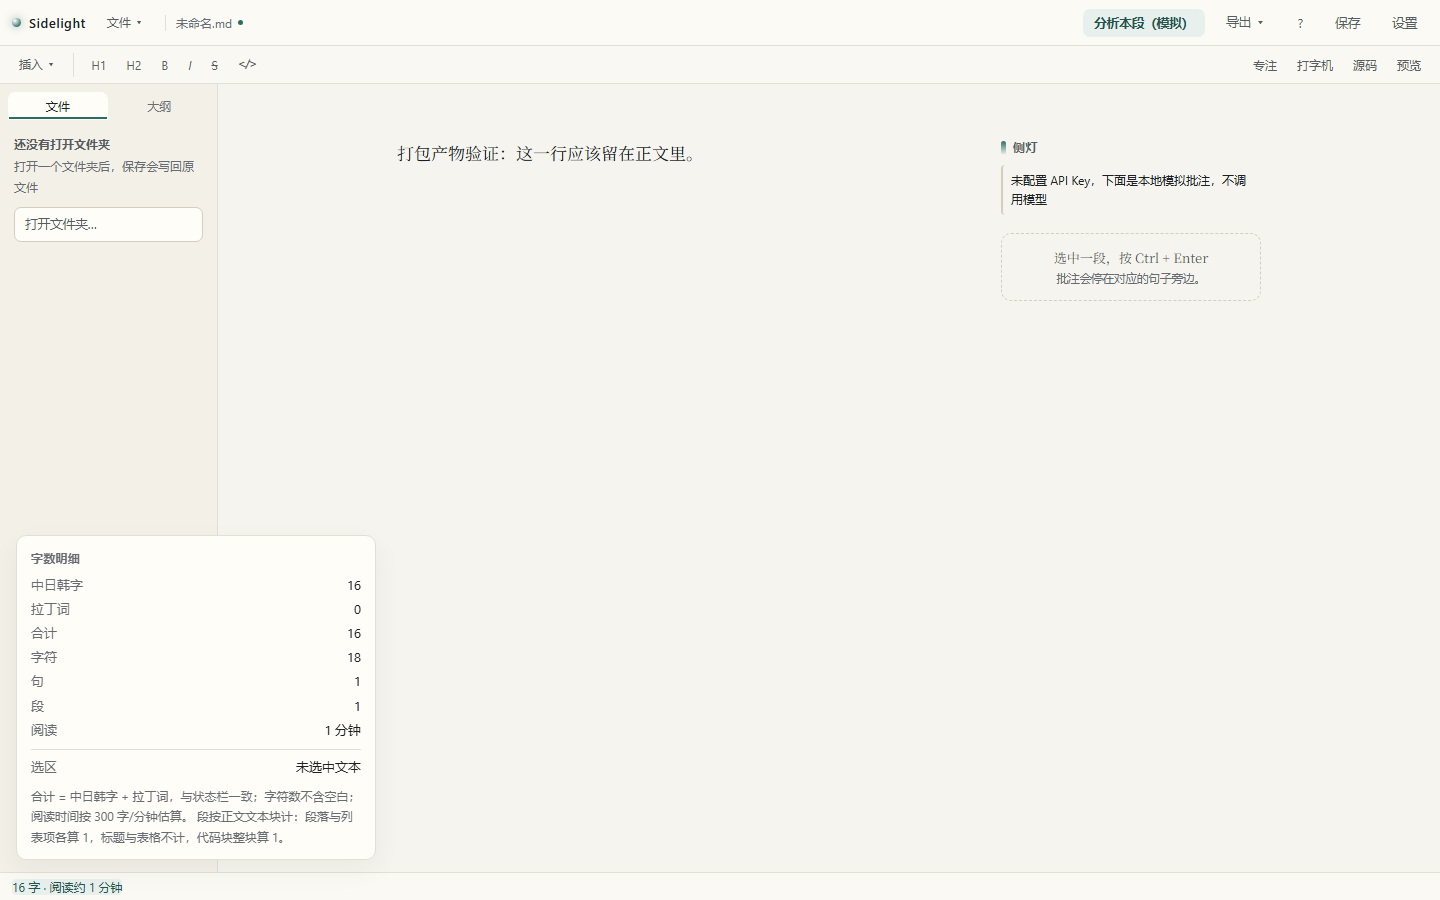 Sidelight 文件 ▾ 未命名.md ● 分析本段（模拟） 导出 ▾ ? 保存 设置
插入 ▾ H1 H2 B I S </> 专注 打字机 源码 预览
文件 大纲
还没有打开文件夹
打开一个文件夹后，保存会写回原
文件
打开文件夹...
打包产物验证：这一行应该留在正文里。
侧灯
未配置 API Key，下面是本地模拟批注，不调
用模型
选中一段，按 Ctrl + Enter
批注会停在对应的句子旁边。
字数明细
中日韩字 16
拉丁词 0
合计 16
字符 18
句 1
段 1
阅读 1 分钟
选区 未选中文本
合计 = 中日韩字 + 拉丁词，与状态栏一致；字符数不含空白；
阅读时间按 300 字/分钟估算。 段按正文文本块计：段落与列
表项各算 1，标题与表格不计，代码块整块算 1。
16 字 · 阅读约 1 分钟